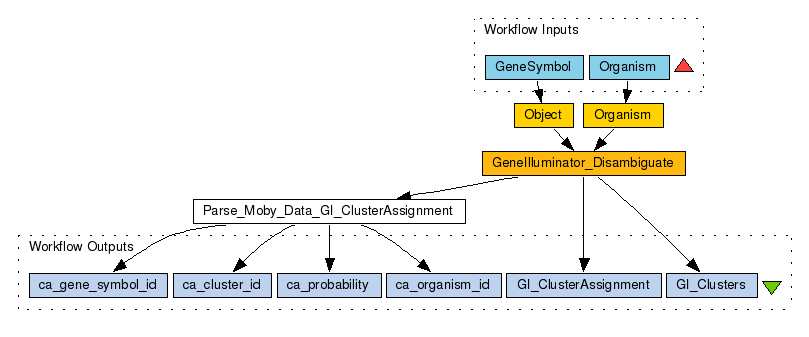 Workflow Inputs
GeneSymbol
Organism
Object
Organism
GeneIlluminator_Disambiguate
Parse_Moby_Data_GI_ClusterAssignment
Workflow Outputs
ca_gene_symbol_id
ca_cluster_id
ca_probability
ca_organism_id
GI_ClusterAssignment
GI_Clusters